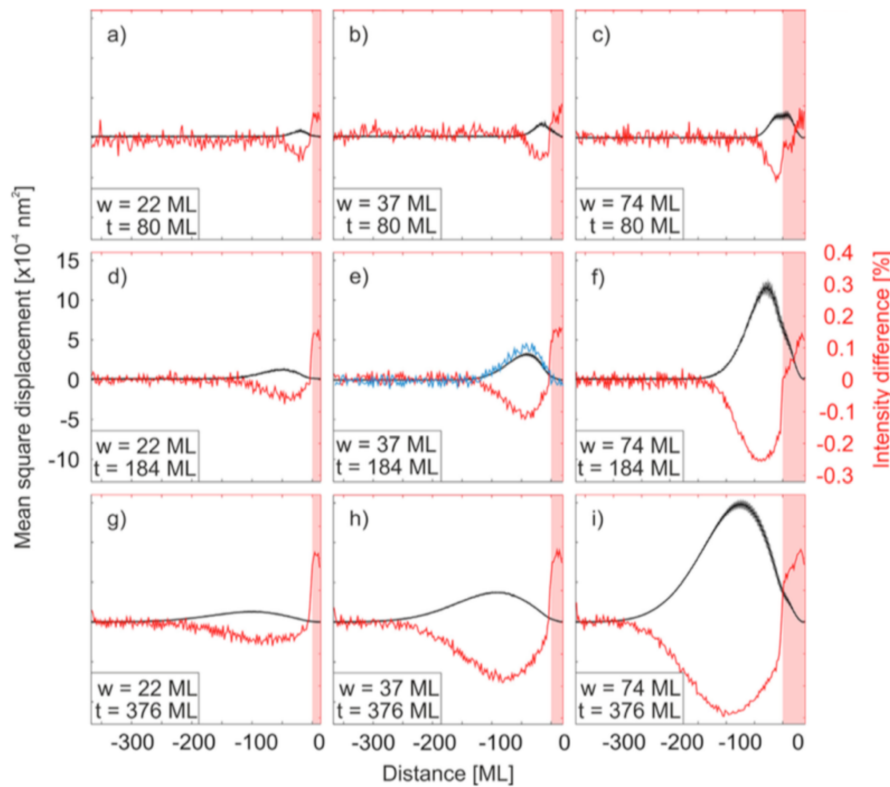 a)
b)
c)
w = 22 ML
t = 80 ML
w = 37 ML
t = 80 ML
w = 74 ML
t = 80 ML
Mean square displacement [x10⁻⁴ nm²]
15
10
5
0
-5
-10
d)
e)
f)
w = 22 ML
t = 184 ML
w = 37 ML
t = 184 ML
w = 74 ML
t = 184 ML
0.4
0.3
0.2
0.1
0
-0.1
-0.2
-0.3
Intensity difference [%]
g)
h)
i)
w = 22 ML
t = 376 ML
w = 37 ML
t = 376 ML
w = 74 ML
t = 376 ML
-300 -200 -100 0
-300 -200 -100 0
-300 -200 -100 0
Distance [ML]